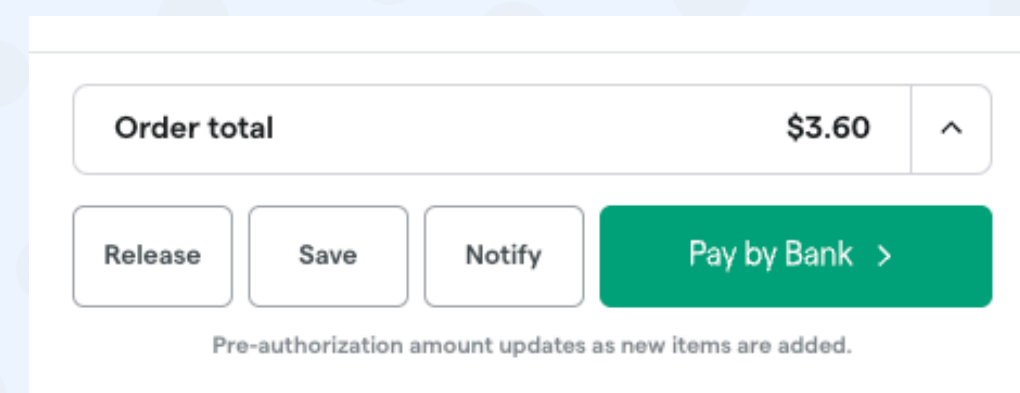 Order total $3.60
Release Save Notify Pay by Bank
Pre-authorization amount updates as new items are added.